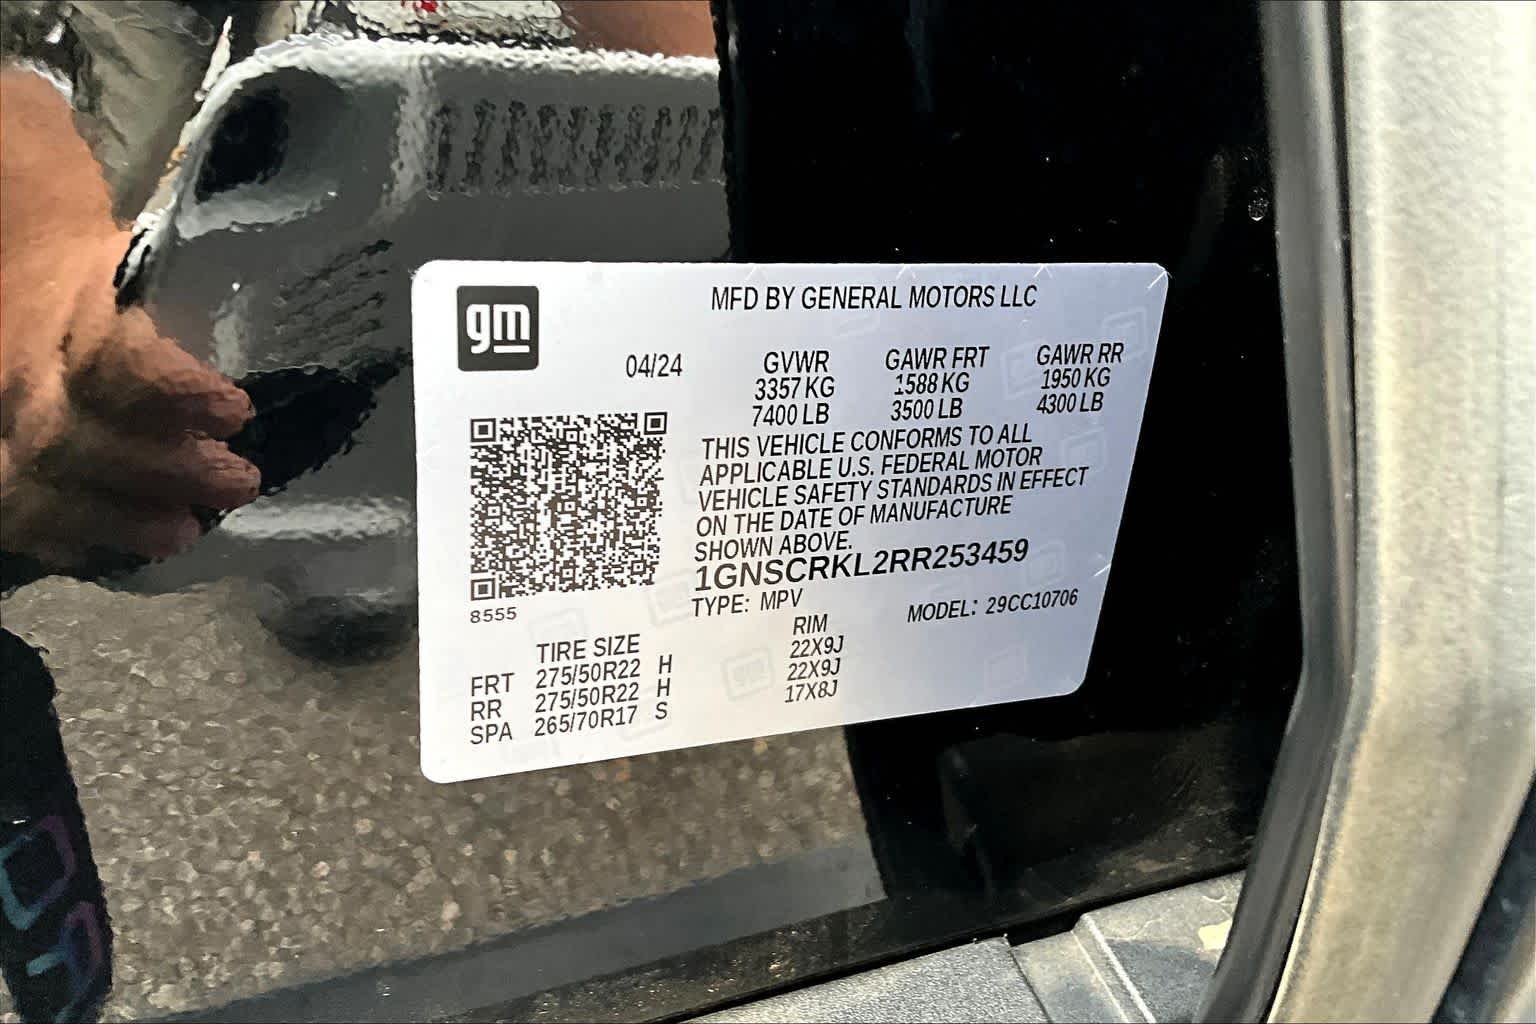 gm
MFD BY GENERAL MOTORS LLC
04/24 GVWR GAWR FRT GAWR RR
3357 KG 1588 KG 1950 KG
7400 LB 3500 LB 4300 LB
THIS VEHICLE CONFORMS TO ALL
APPLICABLE U.S. FEDERAL MOTOR
VEHICLE SAFETY STANDARDS IN EFFECT
ON THE DATE OF MANUFACTURE
SHOWN ABOVE.
1GNSCRKL2RR253459
8555
TYPE: MPV MODEL: 29CC10706
TIRE SIZE RIM
FRT 275/50R22 H 22X9J
RR 275/50R22 H 22X9J
SPA 265/70R17 S 17X8J